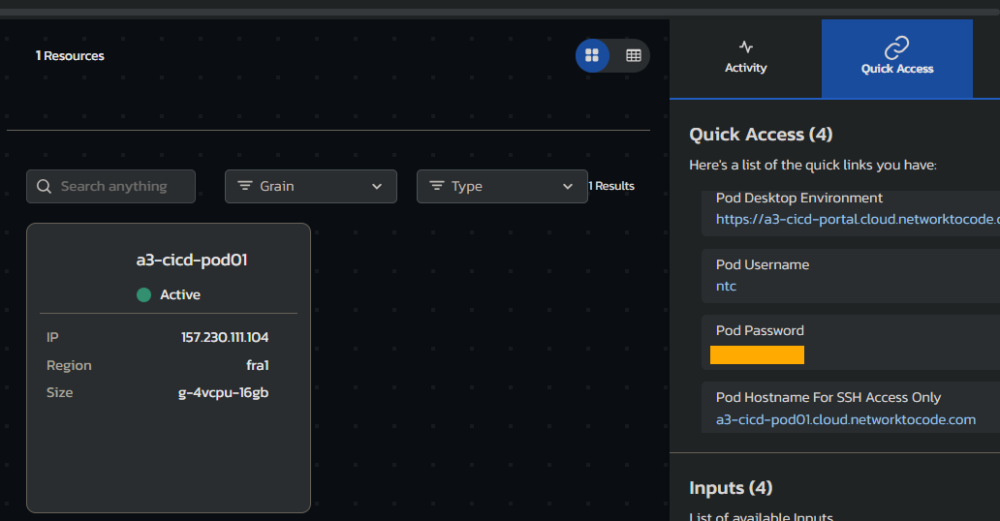 1 Resources
Search anything
Grain
Type
1 Results
a3-cicd-pod01
Active
IP 157.230.111.104
Region fra1
Size g-4vcpu-16gb
Activity
Quick Access
Quick Access (4)
Here's a list of the quick links you have:
Pod Desktop Environment
https://a3-cicd-portal.cloud.networktocode.c
Pod Username
ntc
Pod Password
Pod Hostname For SSH Access Only
a3-cicd-pod01.cloud.networktocode.com
Inputs (4)
List of available Inputs